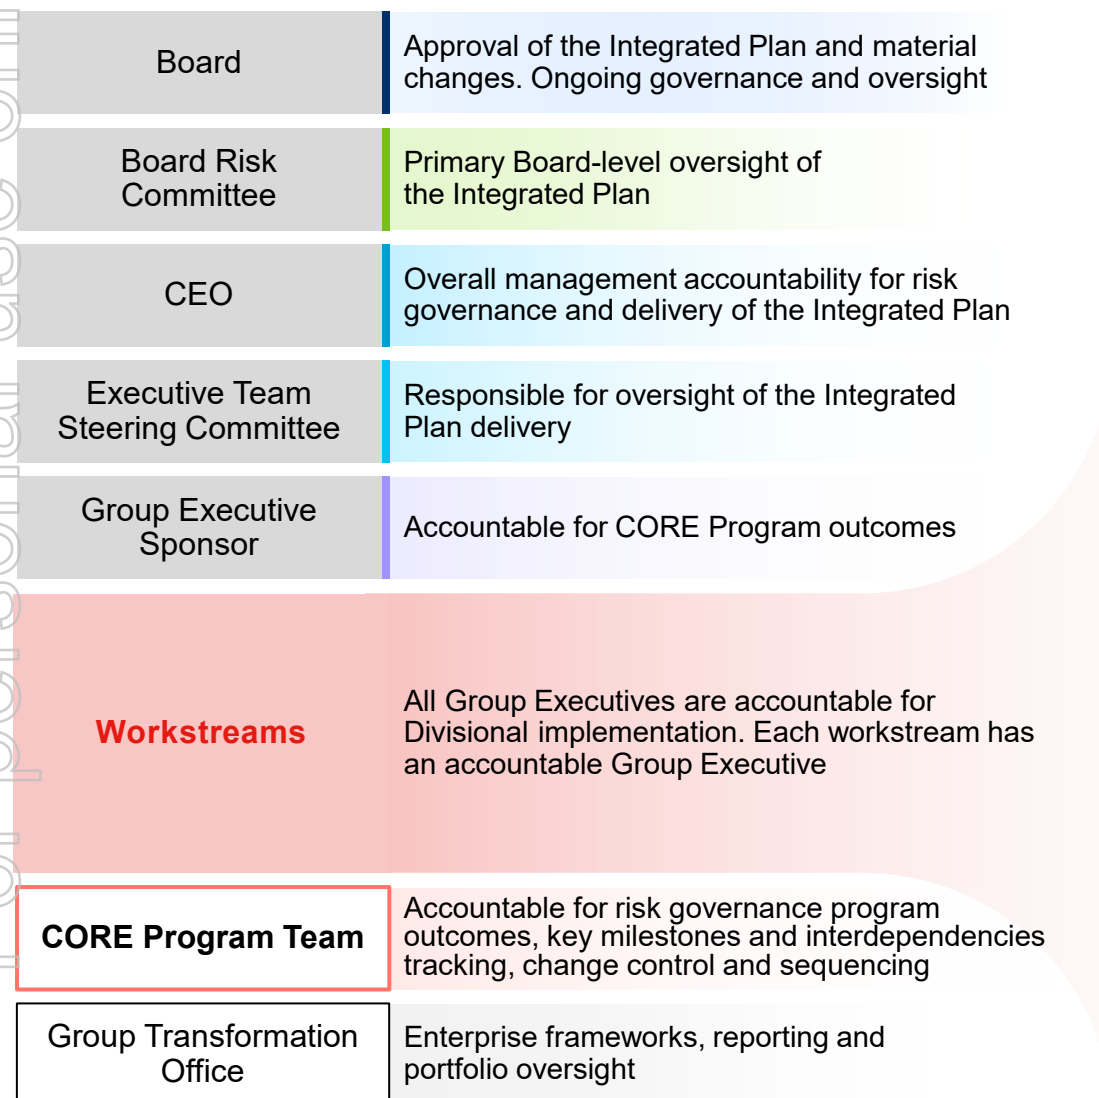 Board
Approval of the Integrated Plan and material
changes. Ongoing governance and oversight
Board Risk
Committee
Primary Board-level oversight of
the Integrated Plan
CEO
Overall management accountability for risk
governance and delivery of the Integrated Plan
Executive Team
Steering Committee
Responsible for oversight of the Integrated
Plan delivery
Group Executive
Sponsor
Accountable for CORE Program outcomes
Workstreams
All Group Executives are accountable for
Divisional implementation. Each workstream has
an accountable Group Executive
CORE Program Team
Accountable for risk governance program
outcomes, key milestones and interdependencies
tracking, change control and sequencing
Group Transformation
Office
Enterprise frameworks, reporting and
portfolio oversight